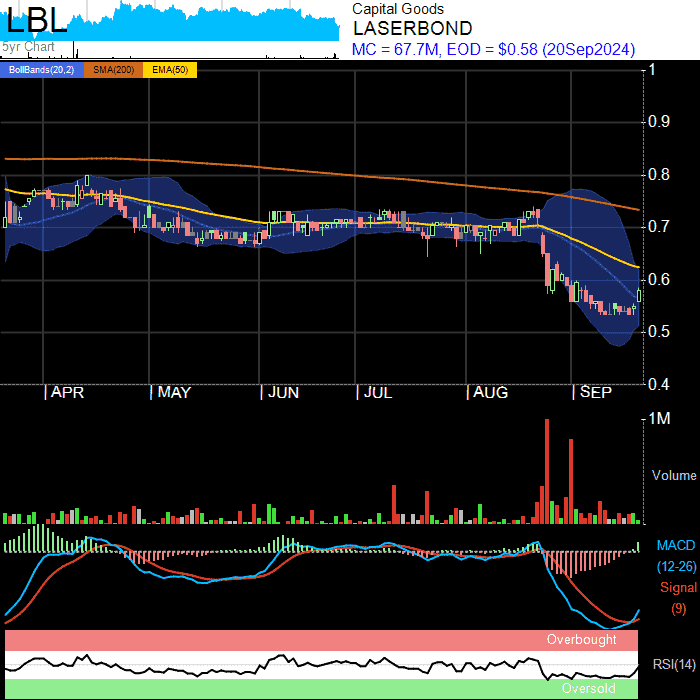 LBL
5yr Chart
Capital Goods
LASERBOND
MC = 67.7M, EOD = $0.58 (20Sep2024)
BollBands(20,2) SMA(200) EMA(50)
1
0.9
0.8
0.7
0.6
0.5
0.4
APR MAY JUN JUL AUG SEP
1M
Volume
MACD
(12-26)
Signal
(9)
Overbought
RSI(14)
Oversold